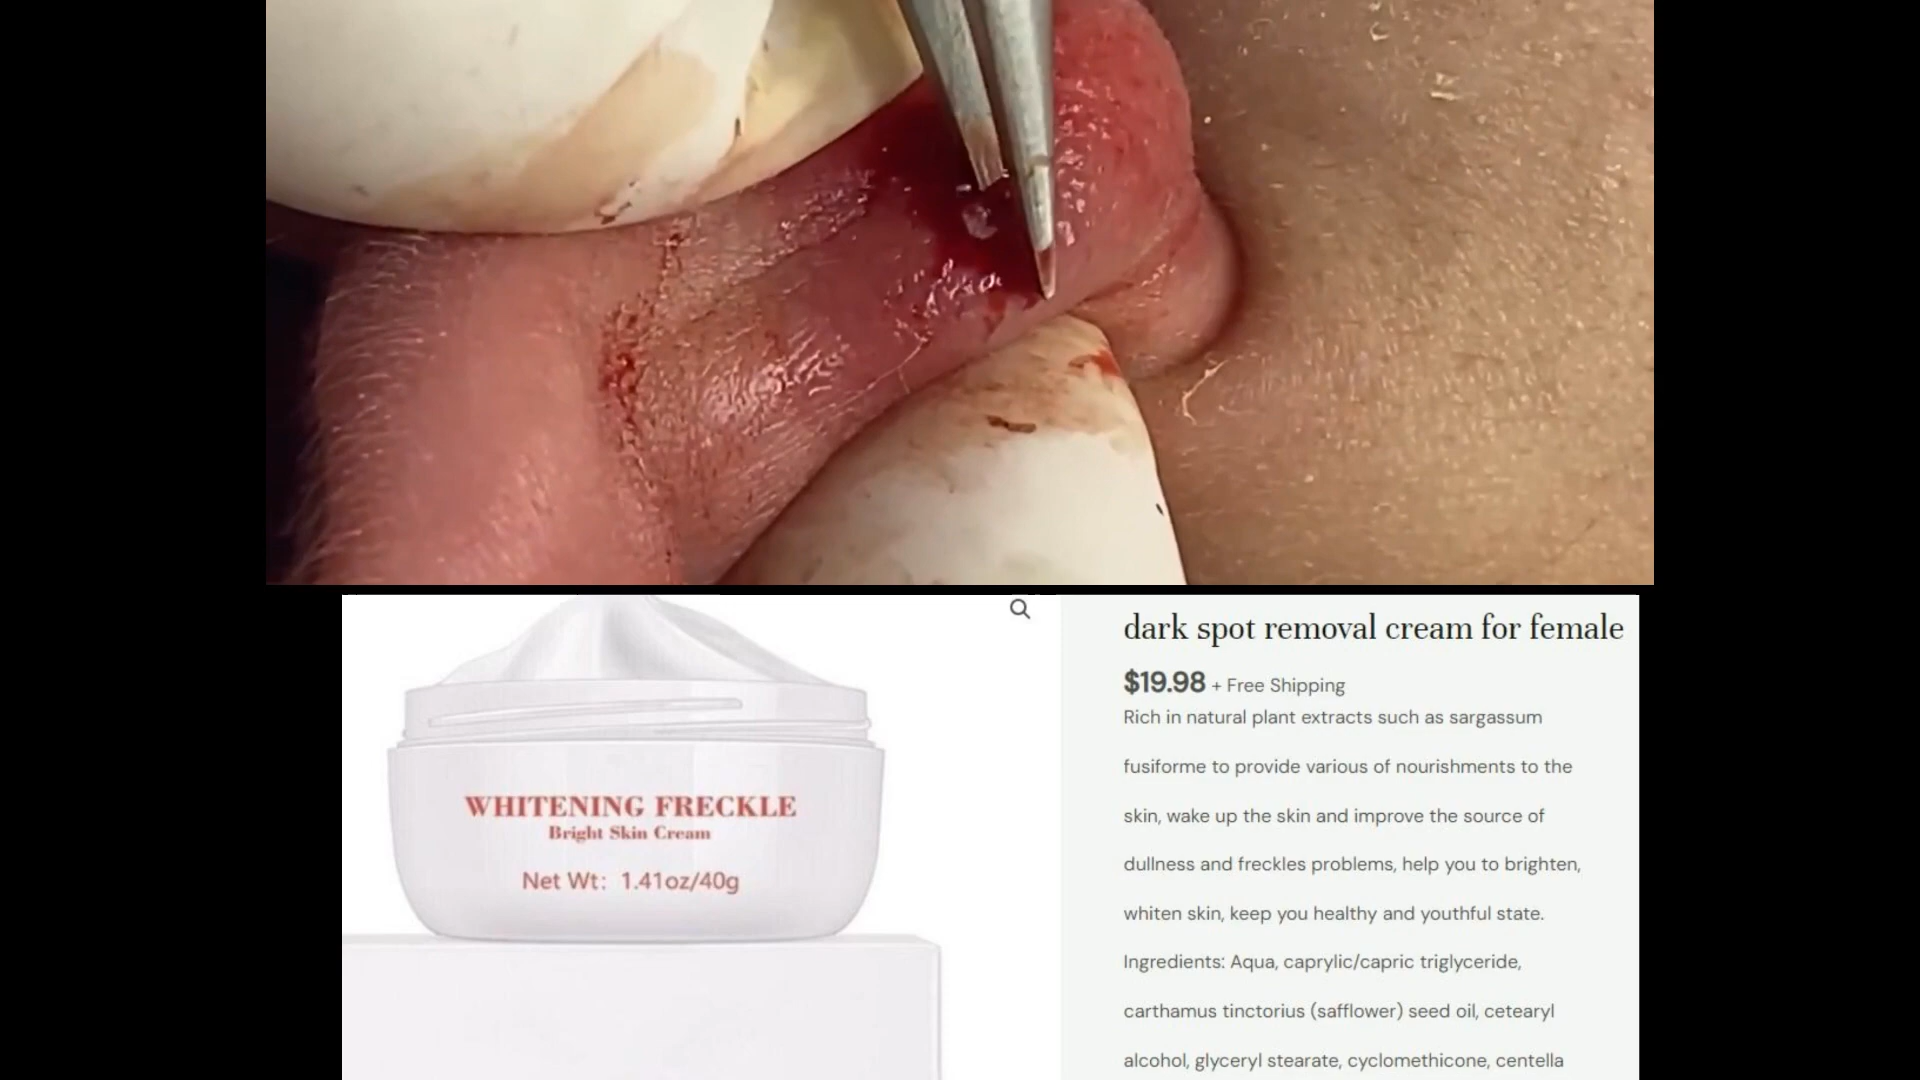 WHITENING FRECKLE
Bright Skin Cream
Net Wt: 1.41oz/40g
dark spot removal cream for female
$19.98 + Free Shipping
Rich in natural plant extracts such as sargassum
fusiforme to provide various of nourishments to the
skin, wake up the skin and improve the source of
dullness and freckles problems, help you to brighten,
whiten skin, keep you healthy and youthful state.
Ingredients: Aqua, caprylic/capric triglyceride,
carthamus tinctorius (safflower) seed oil, cetearyl
alcohol, glyceryl stearate, cyclomethicone, centella